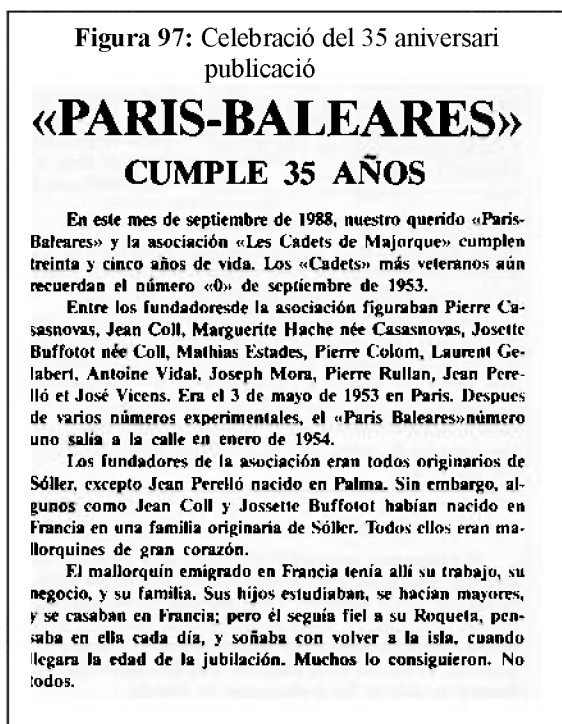 Figura 97: Celebració del 35 aniversari
publicació
«PARIS-BALEARES»
CUMPLE 35 AÑOS
En este mes de septiembre de 1988, nuestro querido «Paris-
Baleares» y la asociación «Les Cadets de Majorque» cumplen
treinta y cinco años de vida. Los «Cadets» más veteranos aún
recuerdan el número «0» de septiembre de 1953.
Entre los fundadoresde la asociación figuraban Pierre Ca-
sasnovas, Jean Coll, Marguerite Hache née Casasnovas, Josette
Buffotot née Coll, Mathias Estades, Pierre Colom, Laurent Ge-
labert, Antoine Vidal, Joseph Mora, Pierre Rullan, Jean Pere-
lló et José Vicens. Era el 3 de mayo de 1953 en Paris. Despues
de varios números experimentales, el «Paris Baleares»número
uno salía a la calle en enero de 1954.
Los fundadores de la asociación eran todos originarios de
Sóller, excepto Jean Perelló nacido en Palma. Sin embargo, al-
gunos como Jean Coll y Jossette Buffotot habían nacido en
Francia en una familia originaria de Sóller. Todos ellos eran ma-
llorquines de gran corazón.
El mallorquín emigrado en Francia tenía allí su trabajo, su
negocio, y su familia. Sus hijos estudiaban, se hacían mayores,
y se casaban en Francia; pero él seguía fiel a su Roqueta, pen-
saba en ella cada día, y soñaba con volver a la isla, cuando
llegara la edad de la jubilación. Muchos lo consiguieron. No
todos.